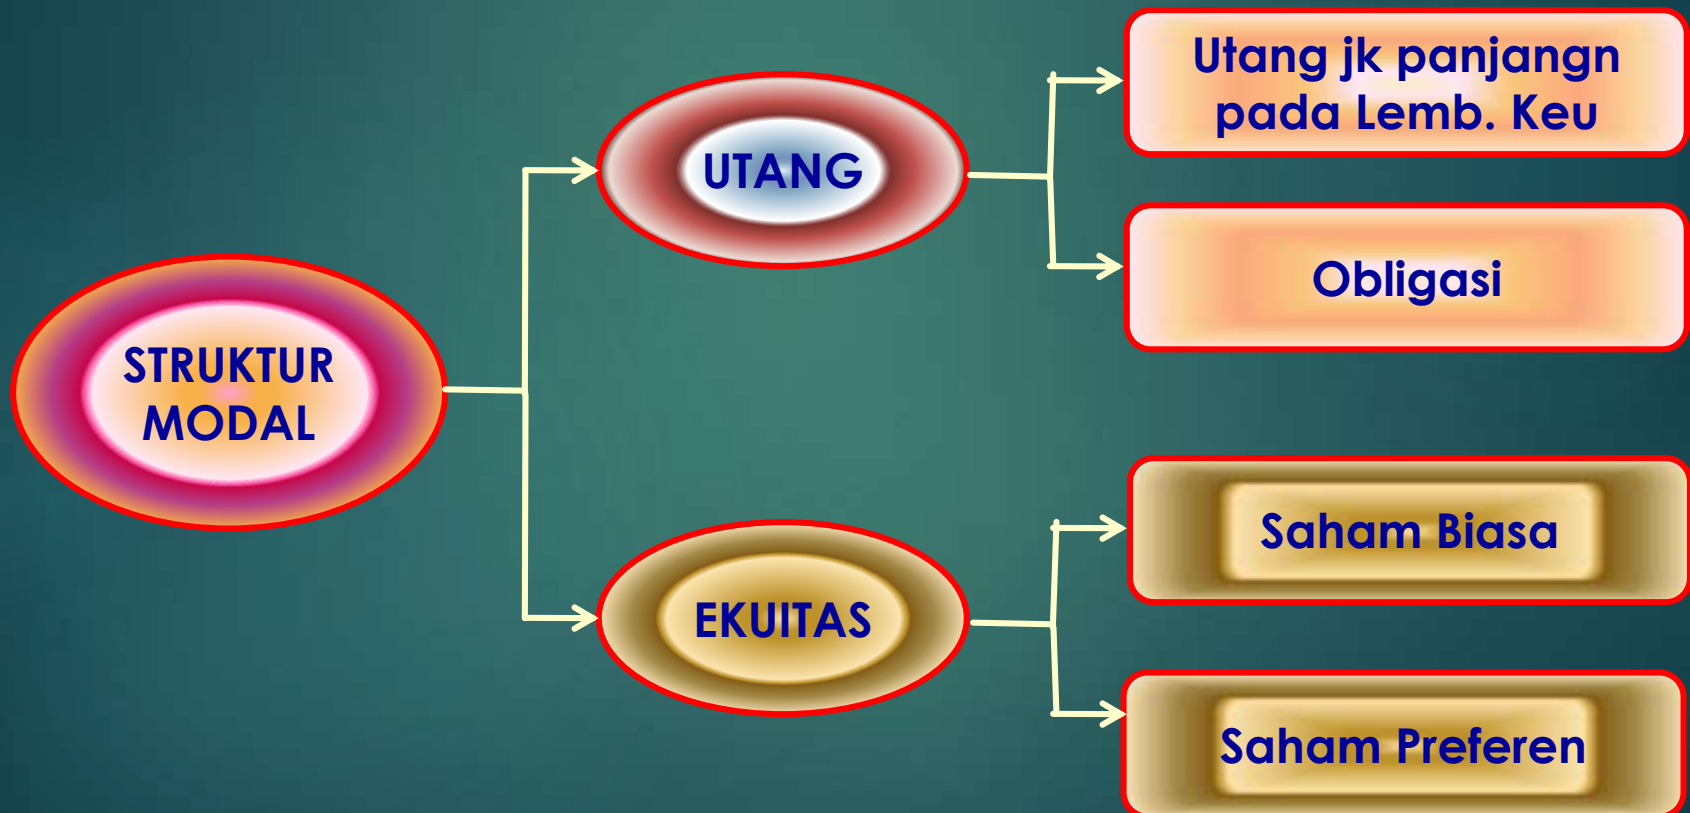 STRUKTUR
MODAL
UTANG
Utang jk panjangn
pada Lemb. Keu
Obligasi
EKUITAS
Saham Biasa
Saham Preferen